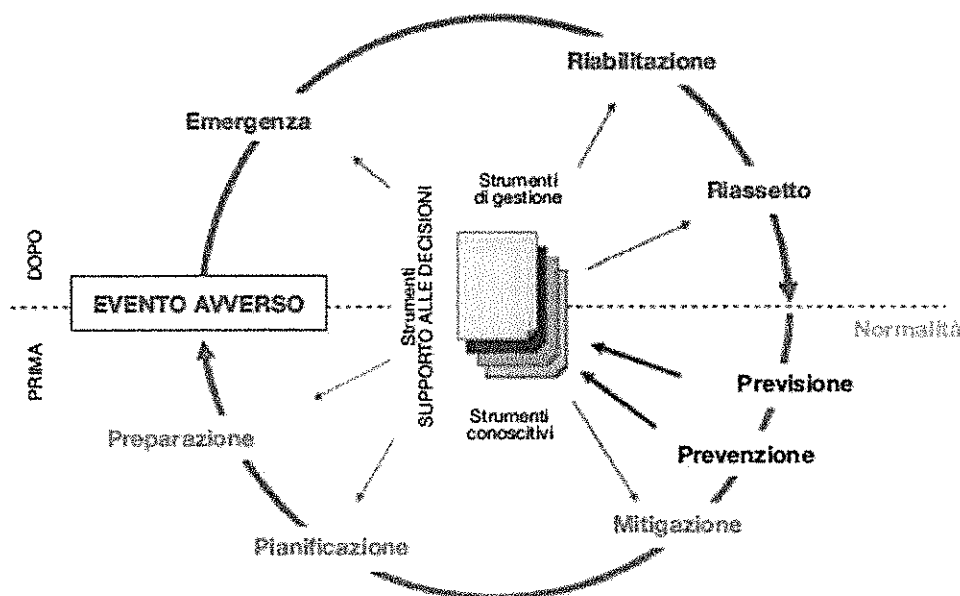 Riabilitazione
Emergenza
Strumenti
di gestione
Riassetto
DOPO
Strumenti
SUPPORTO ALLE DECISIONI
EVENTO AVVERSO
Normalità
PRIMA
Previsione
Strumenti
conoscitivi
Preparazione
Prevenzione
Mitigazione
Pianificazione